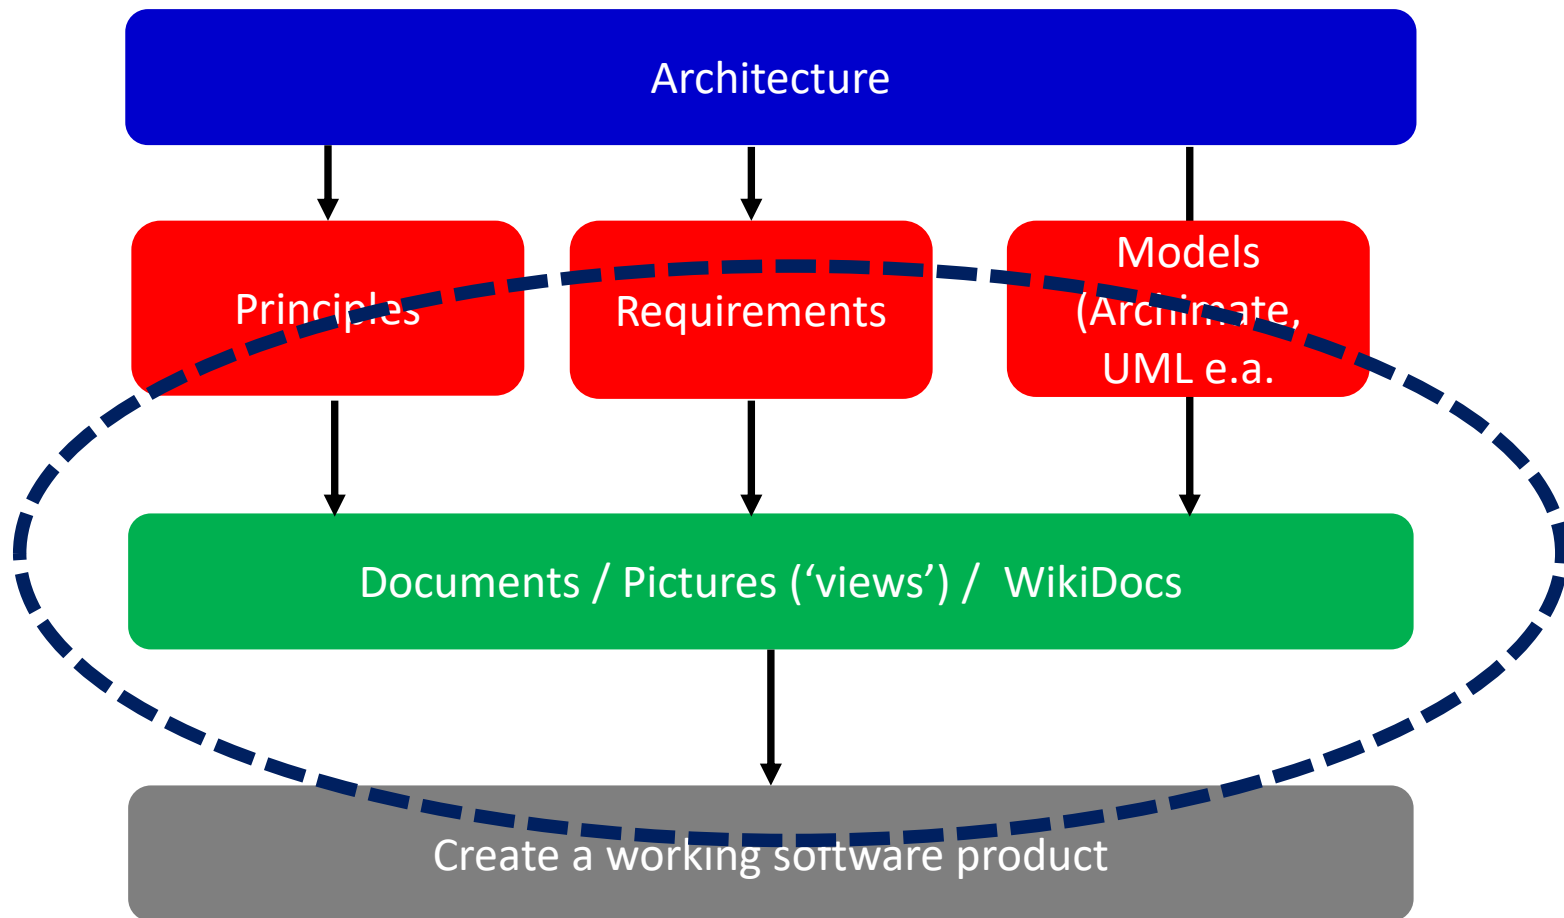 Architecture
Principles
Requirements
Models
(Archimate,
UML e.a.
Documents / Pictures (‘views’) /  WikiDocs
Create a working software product